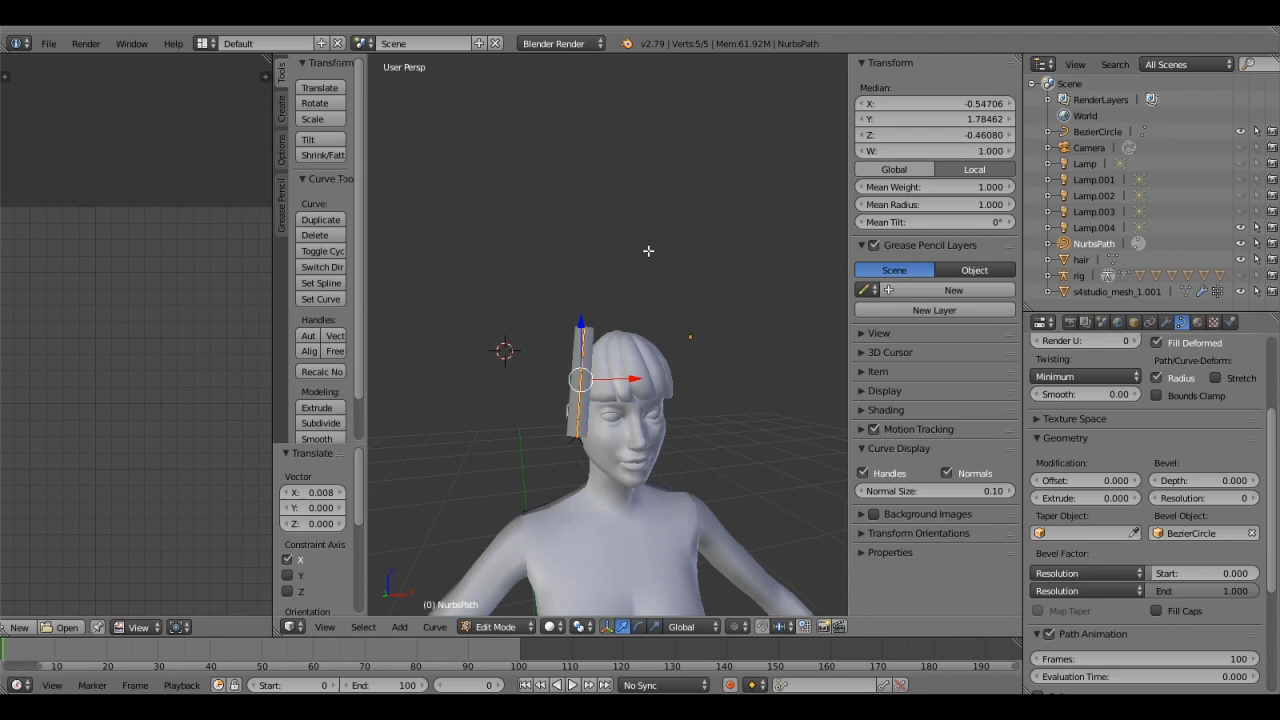 File Render Window Help Default Scene Blender Render v2.79 | Verts:5/5 | Mem:61.92M | NurbsPath
User Persp
(0) NurbsPath
Tools
Create
Options
Grease Pencil
Transform
Translate
Rotate
Scale
Tilt
Shrink/Fatt
Curve Too
Curve:
Duplicate
Delete
Toggle Cyc
Switch Dir
Set Spline
Set Curve
Handles:
Aut Vect
Alig Free
Recalc No
Modeling:
Extrude
Subdivide
Smooth
Translate
Vector
X: 0.008
Y: 0.000
Z: 0.000
Constraint Axis
X
Y
Z
Orientation
Transform
Median:
X: -0.54706
Y: 1.78462
Z: -0.46080
W: 1.000
Global Local
Mean Weight: 1.000
Mean Radius: 1.000
Mean Tilt: 0°
Grease Pencil Layers
Scene Object
New
New Layer
View
3D Cursor
Item
Display
Shading
Motion Tracking
Curve Display
Handles Normals
Normal Size: 0.10
Background Images
Transform Orientations
Properties
View Search All Scenes
Scene
RenderLayers
World
BezierCircle
Camera
Lamp
Lamp.001
Lamp.002
Lamp.003
Lamp.004
NurbsPath
hair
rig
s4studio_mesh_1.001
Render U: 0 Fill Deformed
Twisting: Path/Curve-Deform:
Minimum Radius Stretch
Smooth: 0.00 Bounds Clamp
Texture Space
Geometry
Modification: Bevel:
Offset: 0.000 Depth: 0.000
Extrude: 0.000 Resolution: 0
Taper Object: Bevel Object:
BezierCircle
Bevel Factor:
Resolution Start: 0.000
Resolution End: 1.000
Map Taper Fill Caps
Path Animation
Frames: 100
Evaluation Time: 0.000
New Open View
View Select Add Curve Edit Mode Global
10 20 30 40 50 60 70 80 90 100 110 120 130 140 150 160 170 180 190
View Marker Frame Playback Start: 0 End: 100 0 No Sync